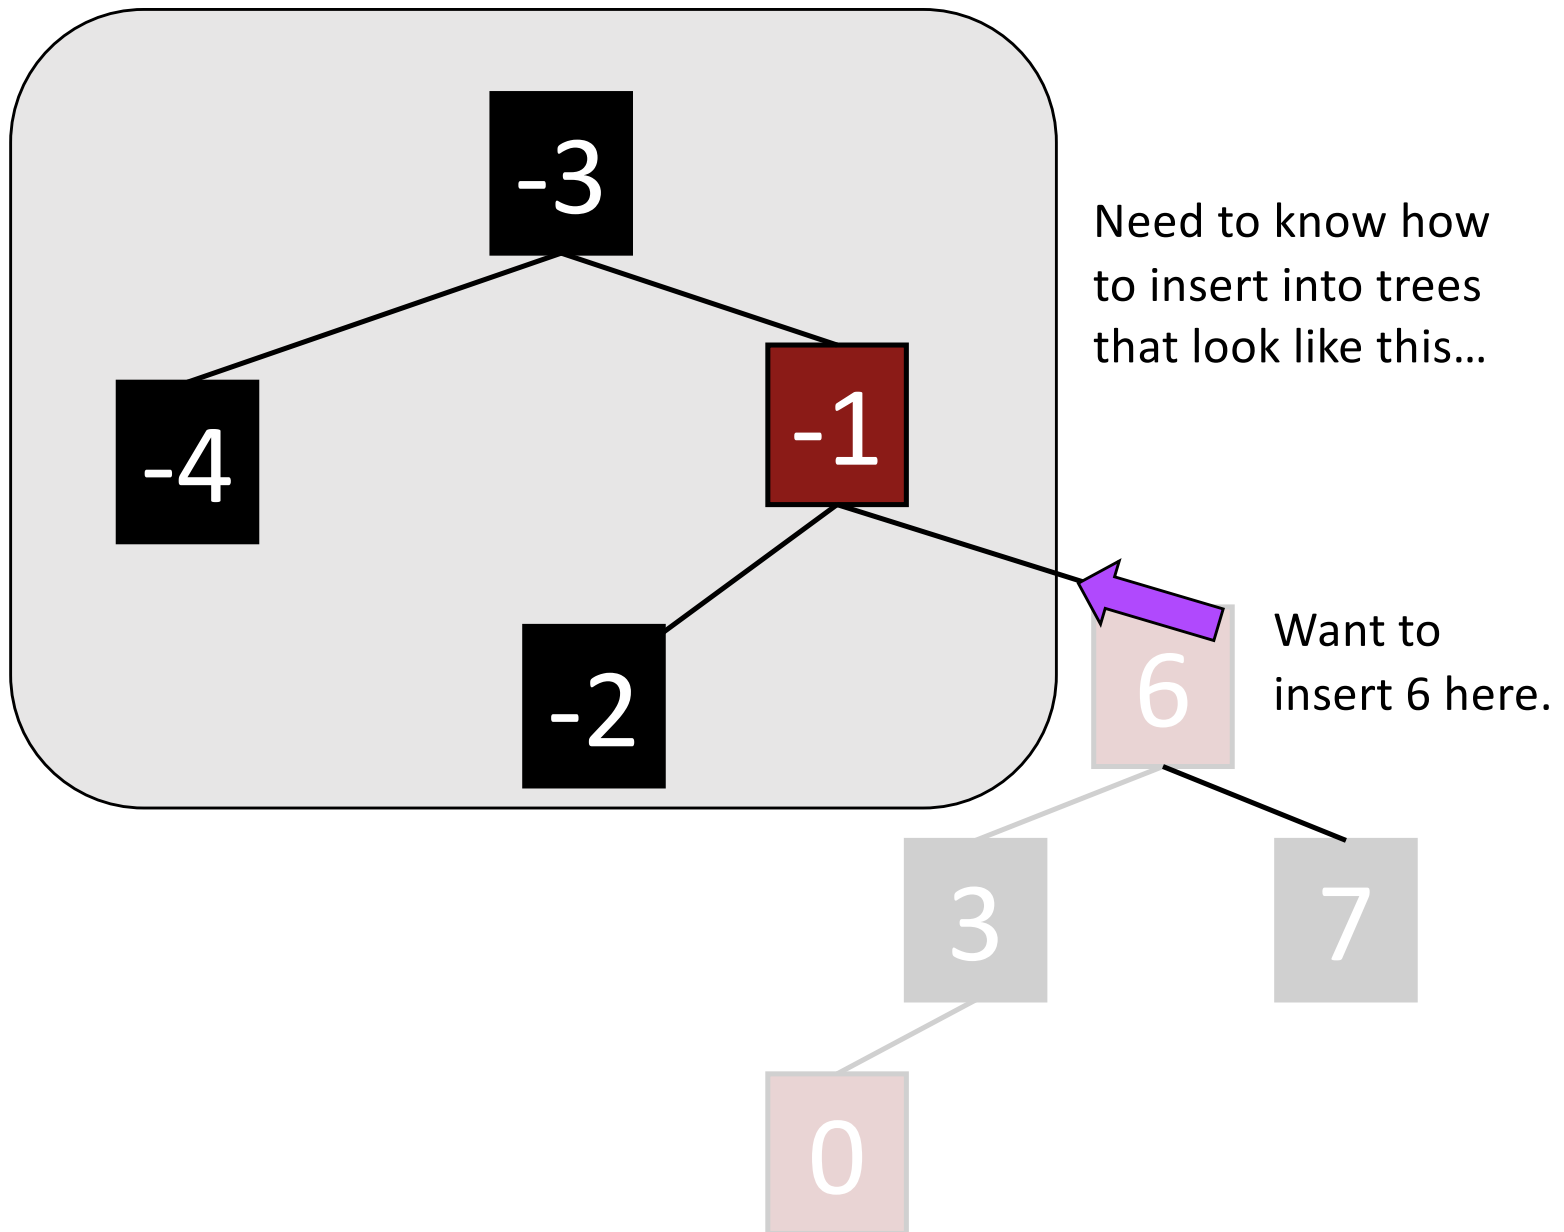 -3
Need to know how
to insert into trees
that look like this…
-1
-4
Want to
insert 6 here.
6
-2
3
7
0